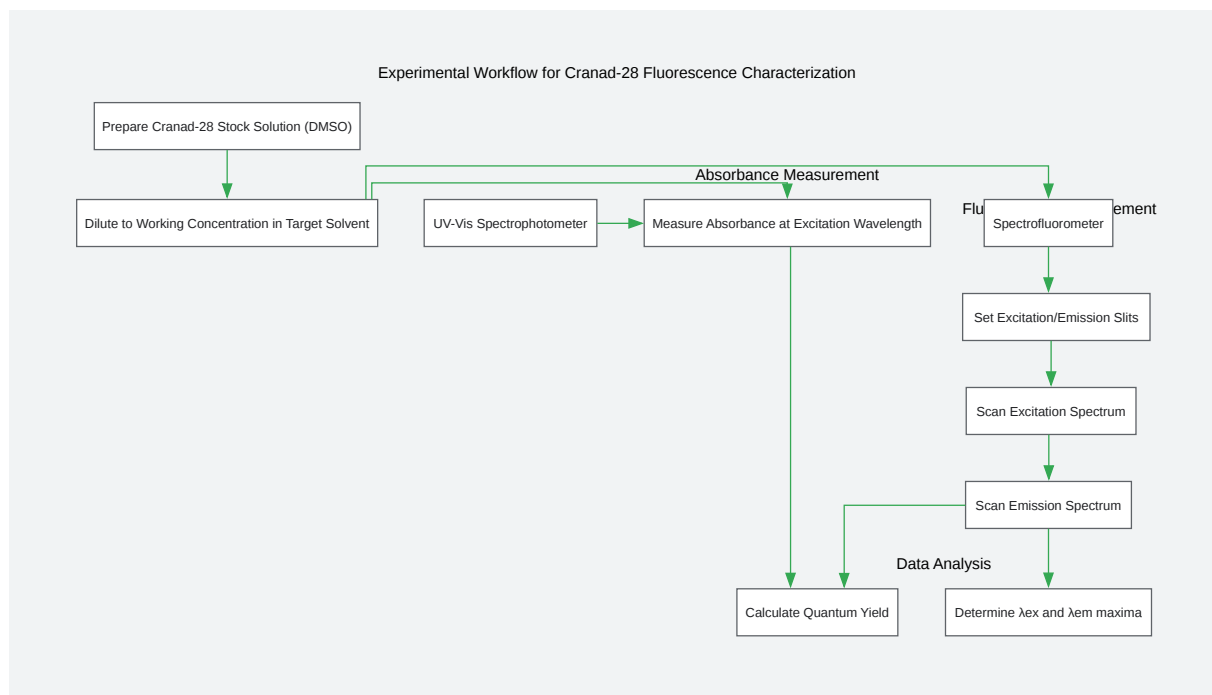 Experimental Workflow for Cranad-28 Fluorescence Characterization
Prepare Cranad-28 Stock Solution (DMSO)
Absorbance Measurement
Dilute to Working Concentration in Target Solvent
UV-Vis Spectrophotometer
Measure Absorbance at Excitation Wavelength
Flu
ement
Spectrofluorometer
Set Excitation/Emission Slits
Scan Excitation Spectrum
Scan Emission Spectrum
Data Analysis
Calculate Quantum Yield
Determine λex and λem maxima